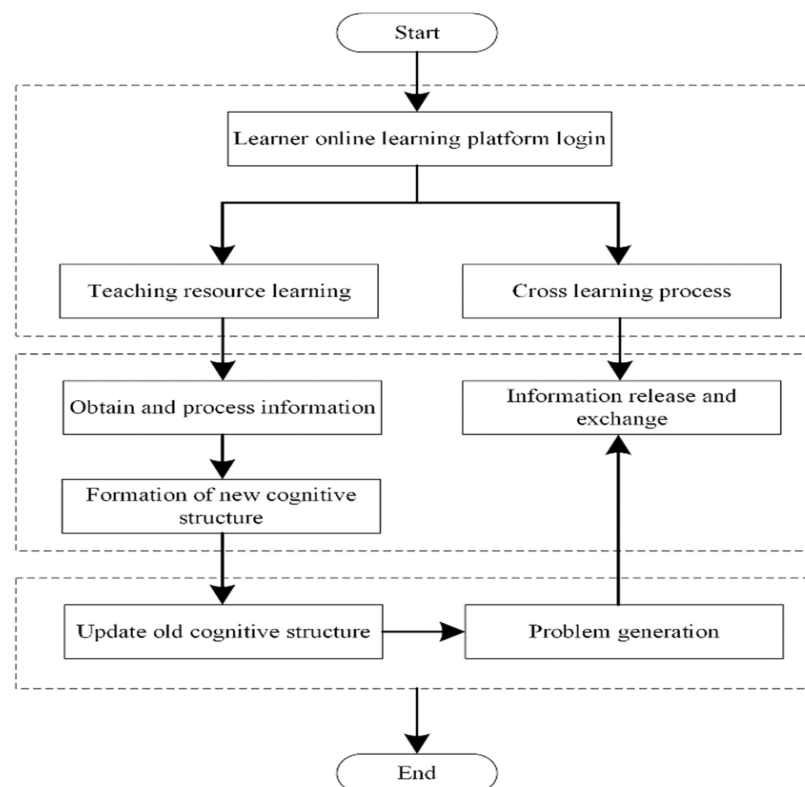 Start
Learner online learning platform login
Teaching resource learning
Cross learning process
Obtain and process information
Information release and
exchange
Formation of new cognitive
structure
Update old cognitive structure
Problem generation
End